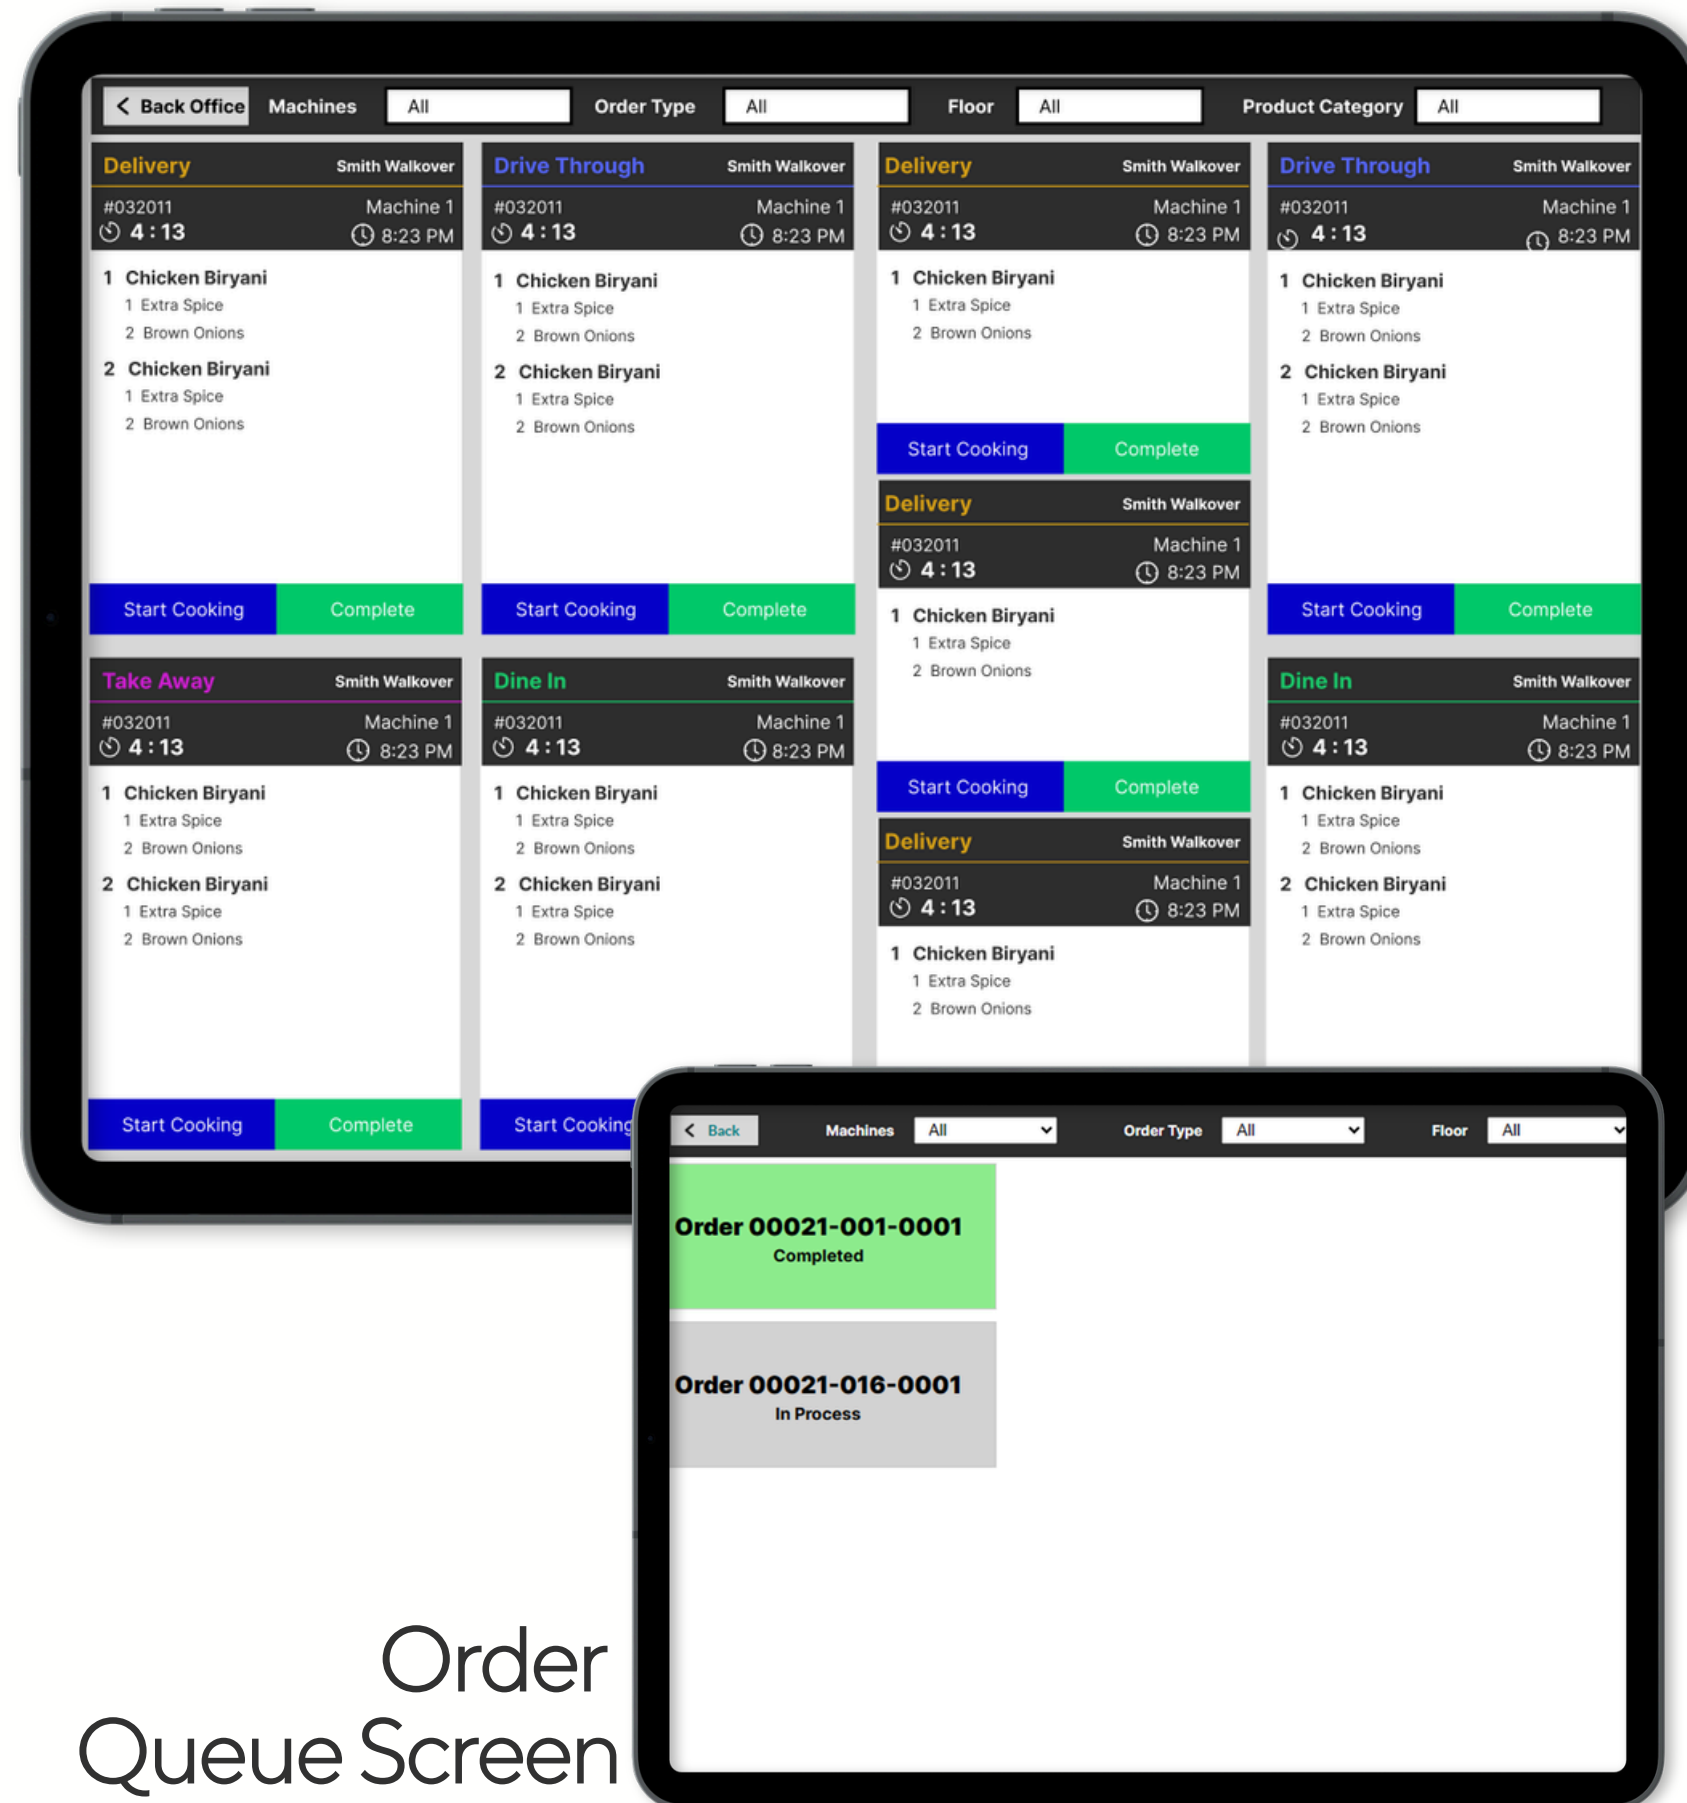 Back Office Machines All Order Type All Floor All Product Category All
Delivery Smith Walkover
#032011 Machine 1
4:13 8:23 PM
1 Chicken Biryani
1 Extra Spice
2 Brown Onions
2 Chicken Biryani
1 Extra Spice
2 Brown Onions
Start Cooking Complete
Drive Through Smith Walkover
#032011 Machine 1
4:13 8:23 PM
1 Chicken Biryani
1 Extra Spice
2 Brown Onions
2 Chicken Biryani
1 Extra Spice
2 Brown Onions
Start Cooking Complete
Delivery Smith Walkover
#032011 Machine 1
4:13 8:23 PM
1 Chicken Biryani
1 Extra Spice
2 Brown Onions
Start Cooking Complete
Drive Through Smith Walkover
#032011 Machine 1
4:13 8:23 PM
1 Chicken Biryani
1 Extra Spice
2 Brown Onions
2 Chicken Biryani
1 Extra Spice
2 Brown Onions
Start Cooking Complete
Delivery Smith Walkover
#032011 Machine 1
4:13 8:23 PM
1 Chicken Biryani
1 Extra Spice
2 Brown Onions
Start Cooking Complete
Take Away Smith Walkover
#032011 Machine 1
4:13 8:23 PM
1 Chicken Biryani
1 Extra Spice
2 Brown Onions
2 Chicken Biryani
1 Extra Spice
2 Brown Onions
Start Cooking Complete
Dine In Smith Walkover
#032011 Machine 1
4:13 8:23 PM
1 Chicken Biryani
1 Extra Spice
2 Brown Onions
2 Chicken Biryani
1 Extra Spice
2 Brown Onions
Start Cooking
Delivery Smith Walkover
#032011 Machine 1
4:13 8:23 PM
1 Chicken Biryani
1 Extra Spice
2 Brown Onions
Dine In Smith Walkover
#032011 Machine 1
4:13 8:23 PM
1 Chicken Biryani
1 Extra Spice
2 Brown Onions
2 Chicken Biryani
1 Extra Spice
2 Brown Onions
Back Machines All Order Type All Floor All
Order 00021-001-0001
Completed
Order 00021-016-0001
In Process
Order
Queue Screen